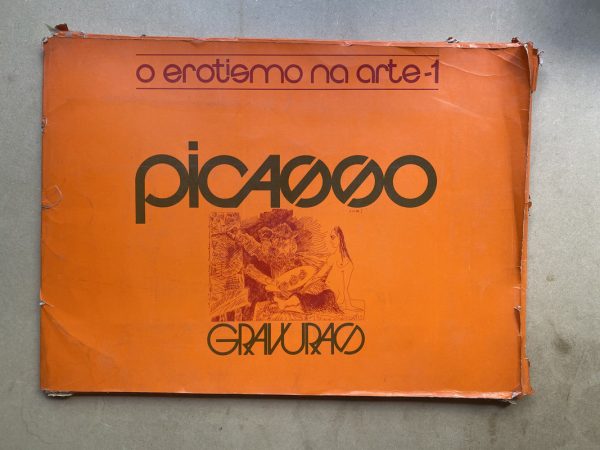 o erotismo na arte-1
picasso
GRAVURAS